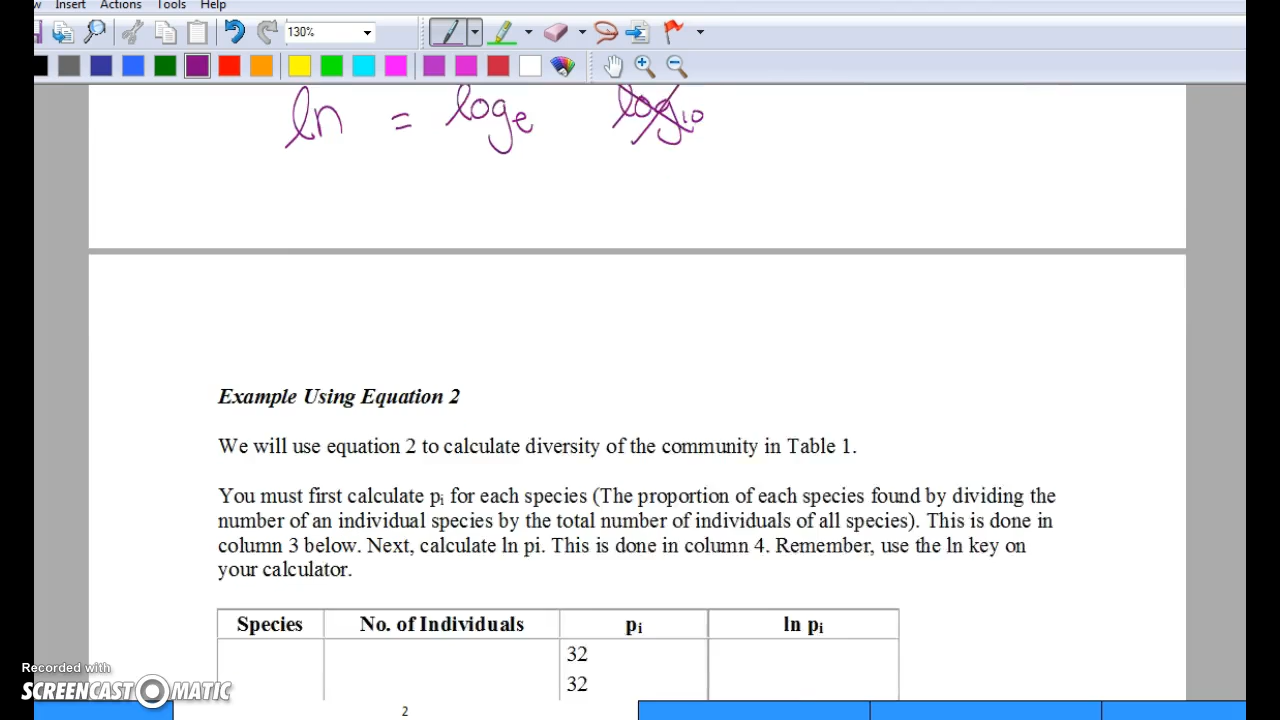 Insert Actions Tools Help
130%
ln = loge log10
Example Using Equation 2
We will use equation 2 to calculate diversity of the community in Table 1.
You must first calculate pi for each species (The proportion of each species found by dividing the
number of an individual species by the total number of individuals of all species). This is done in
column 3 below. Next, calculate ln pi. This is done in column 4. Remember, use the ln key on
your calculator.
Species No. of Individuals pi ln pi
32
32
Recorded with
SCREENCAST MATIC
2